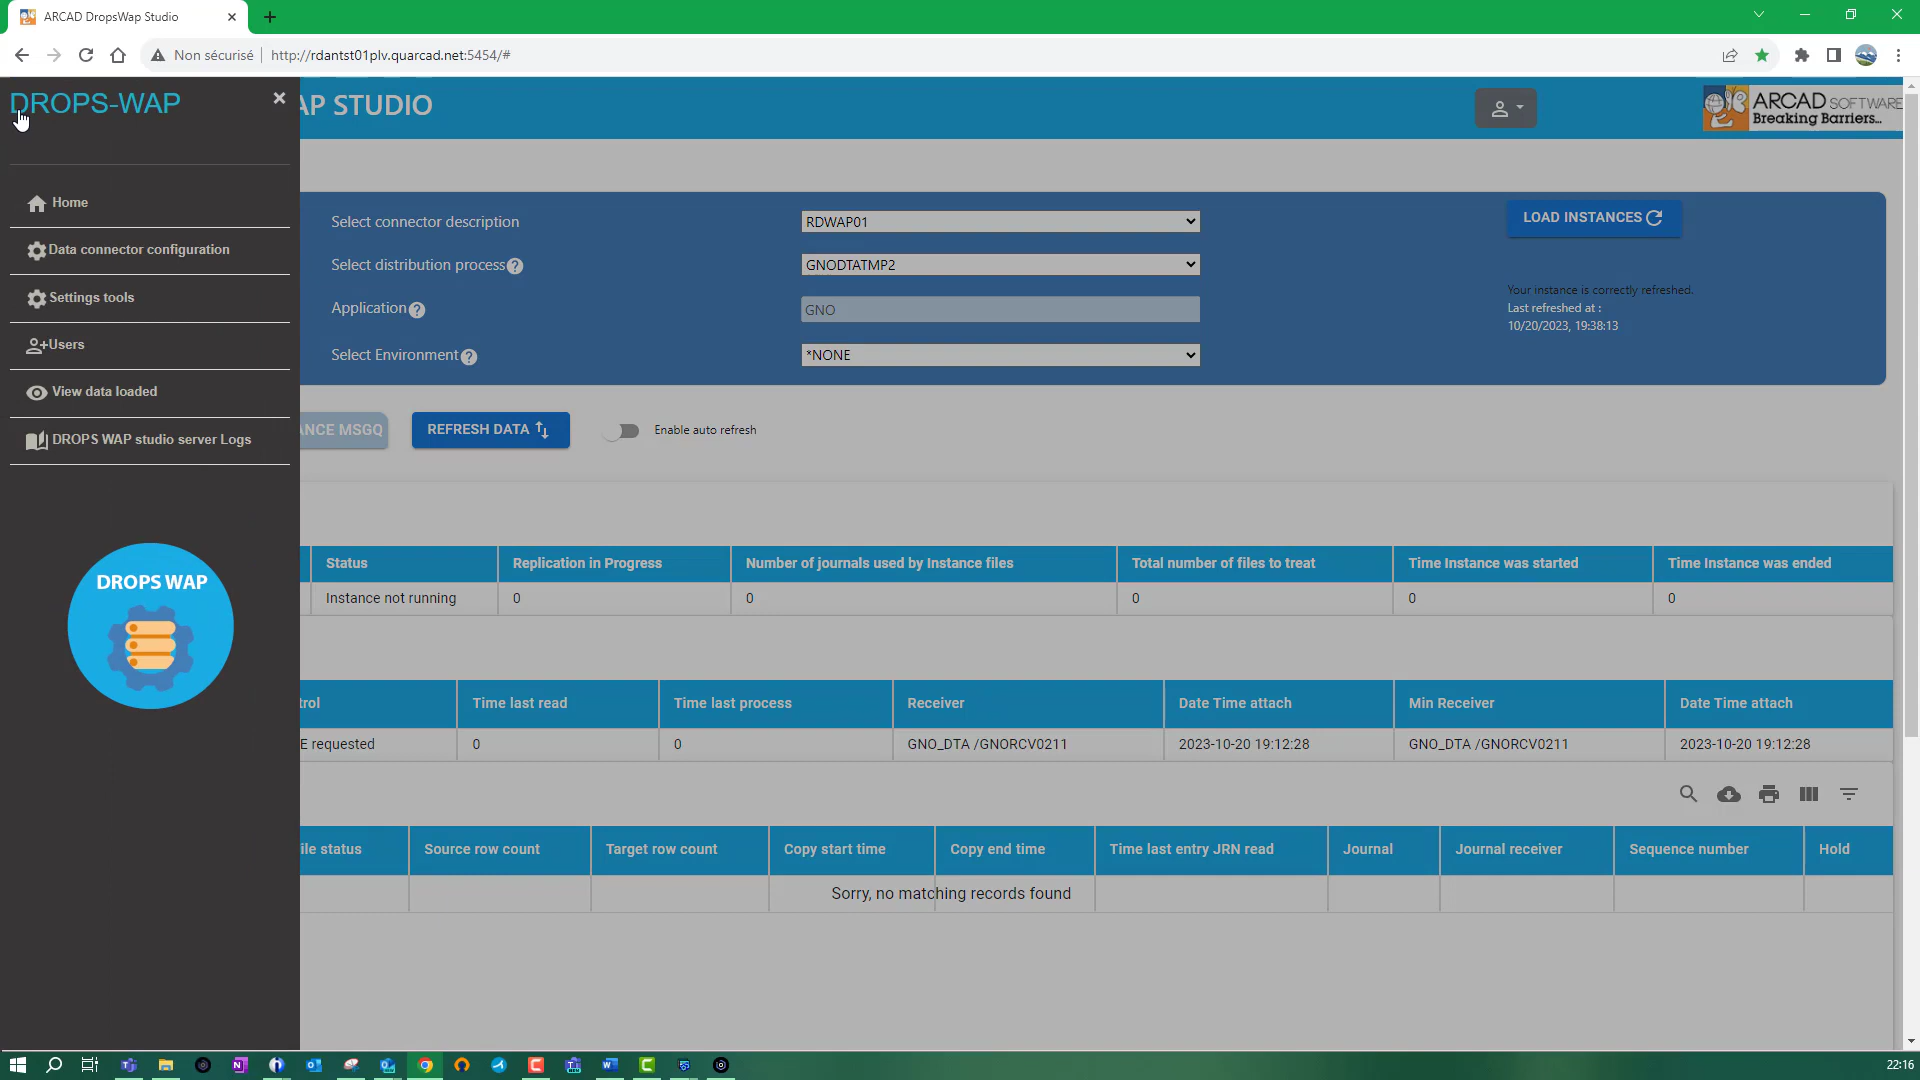 ARCAD DropsWap Studio
Non sécurisé
http://rdantst01plv.quarcad.net:5454/#
DROPS-WAP
AP STUDIO
ARCAD SOFTWARE
Breaking Barriers...
Home
Data connector configuration
Settings tools
Users
View data loaded
DROPS WAP studio server Logs
DROPS WAP
Select connector description
RDWAP01
LOAD INSTANCES
Select distribution process
GNODTATMP2
Your instance is correctly refreshed.
Last refreshed at :
10/20/2023, 19:38:13
Application
GNO
Select Environment
*NONE
ANCE MSGQ
REFRESH DATA
Enable auto refresh
Status
Replication in Progress
Number of journals used by Instance files
Total number of files to treat
Time Instance was started
Time Instance was ended
Instance not running
0
0
0
0
0
trol
Time last read
Time last process
Receiver
Date Time attach
Min Receiver
Date Time attach
E requested
0
0
GNO_DTA /GNORCV0211
2023-10-20 19:12:28
GNO_DTA /GNORCV0211
2023-10-20 19:12:28
ile status
Source row count
Target row count
Copy start time
Copy end time
Time last entry JRN read
Journal
Journal receiver
Sequence number
Hold
Sorry, no matching records found
22:16